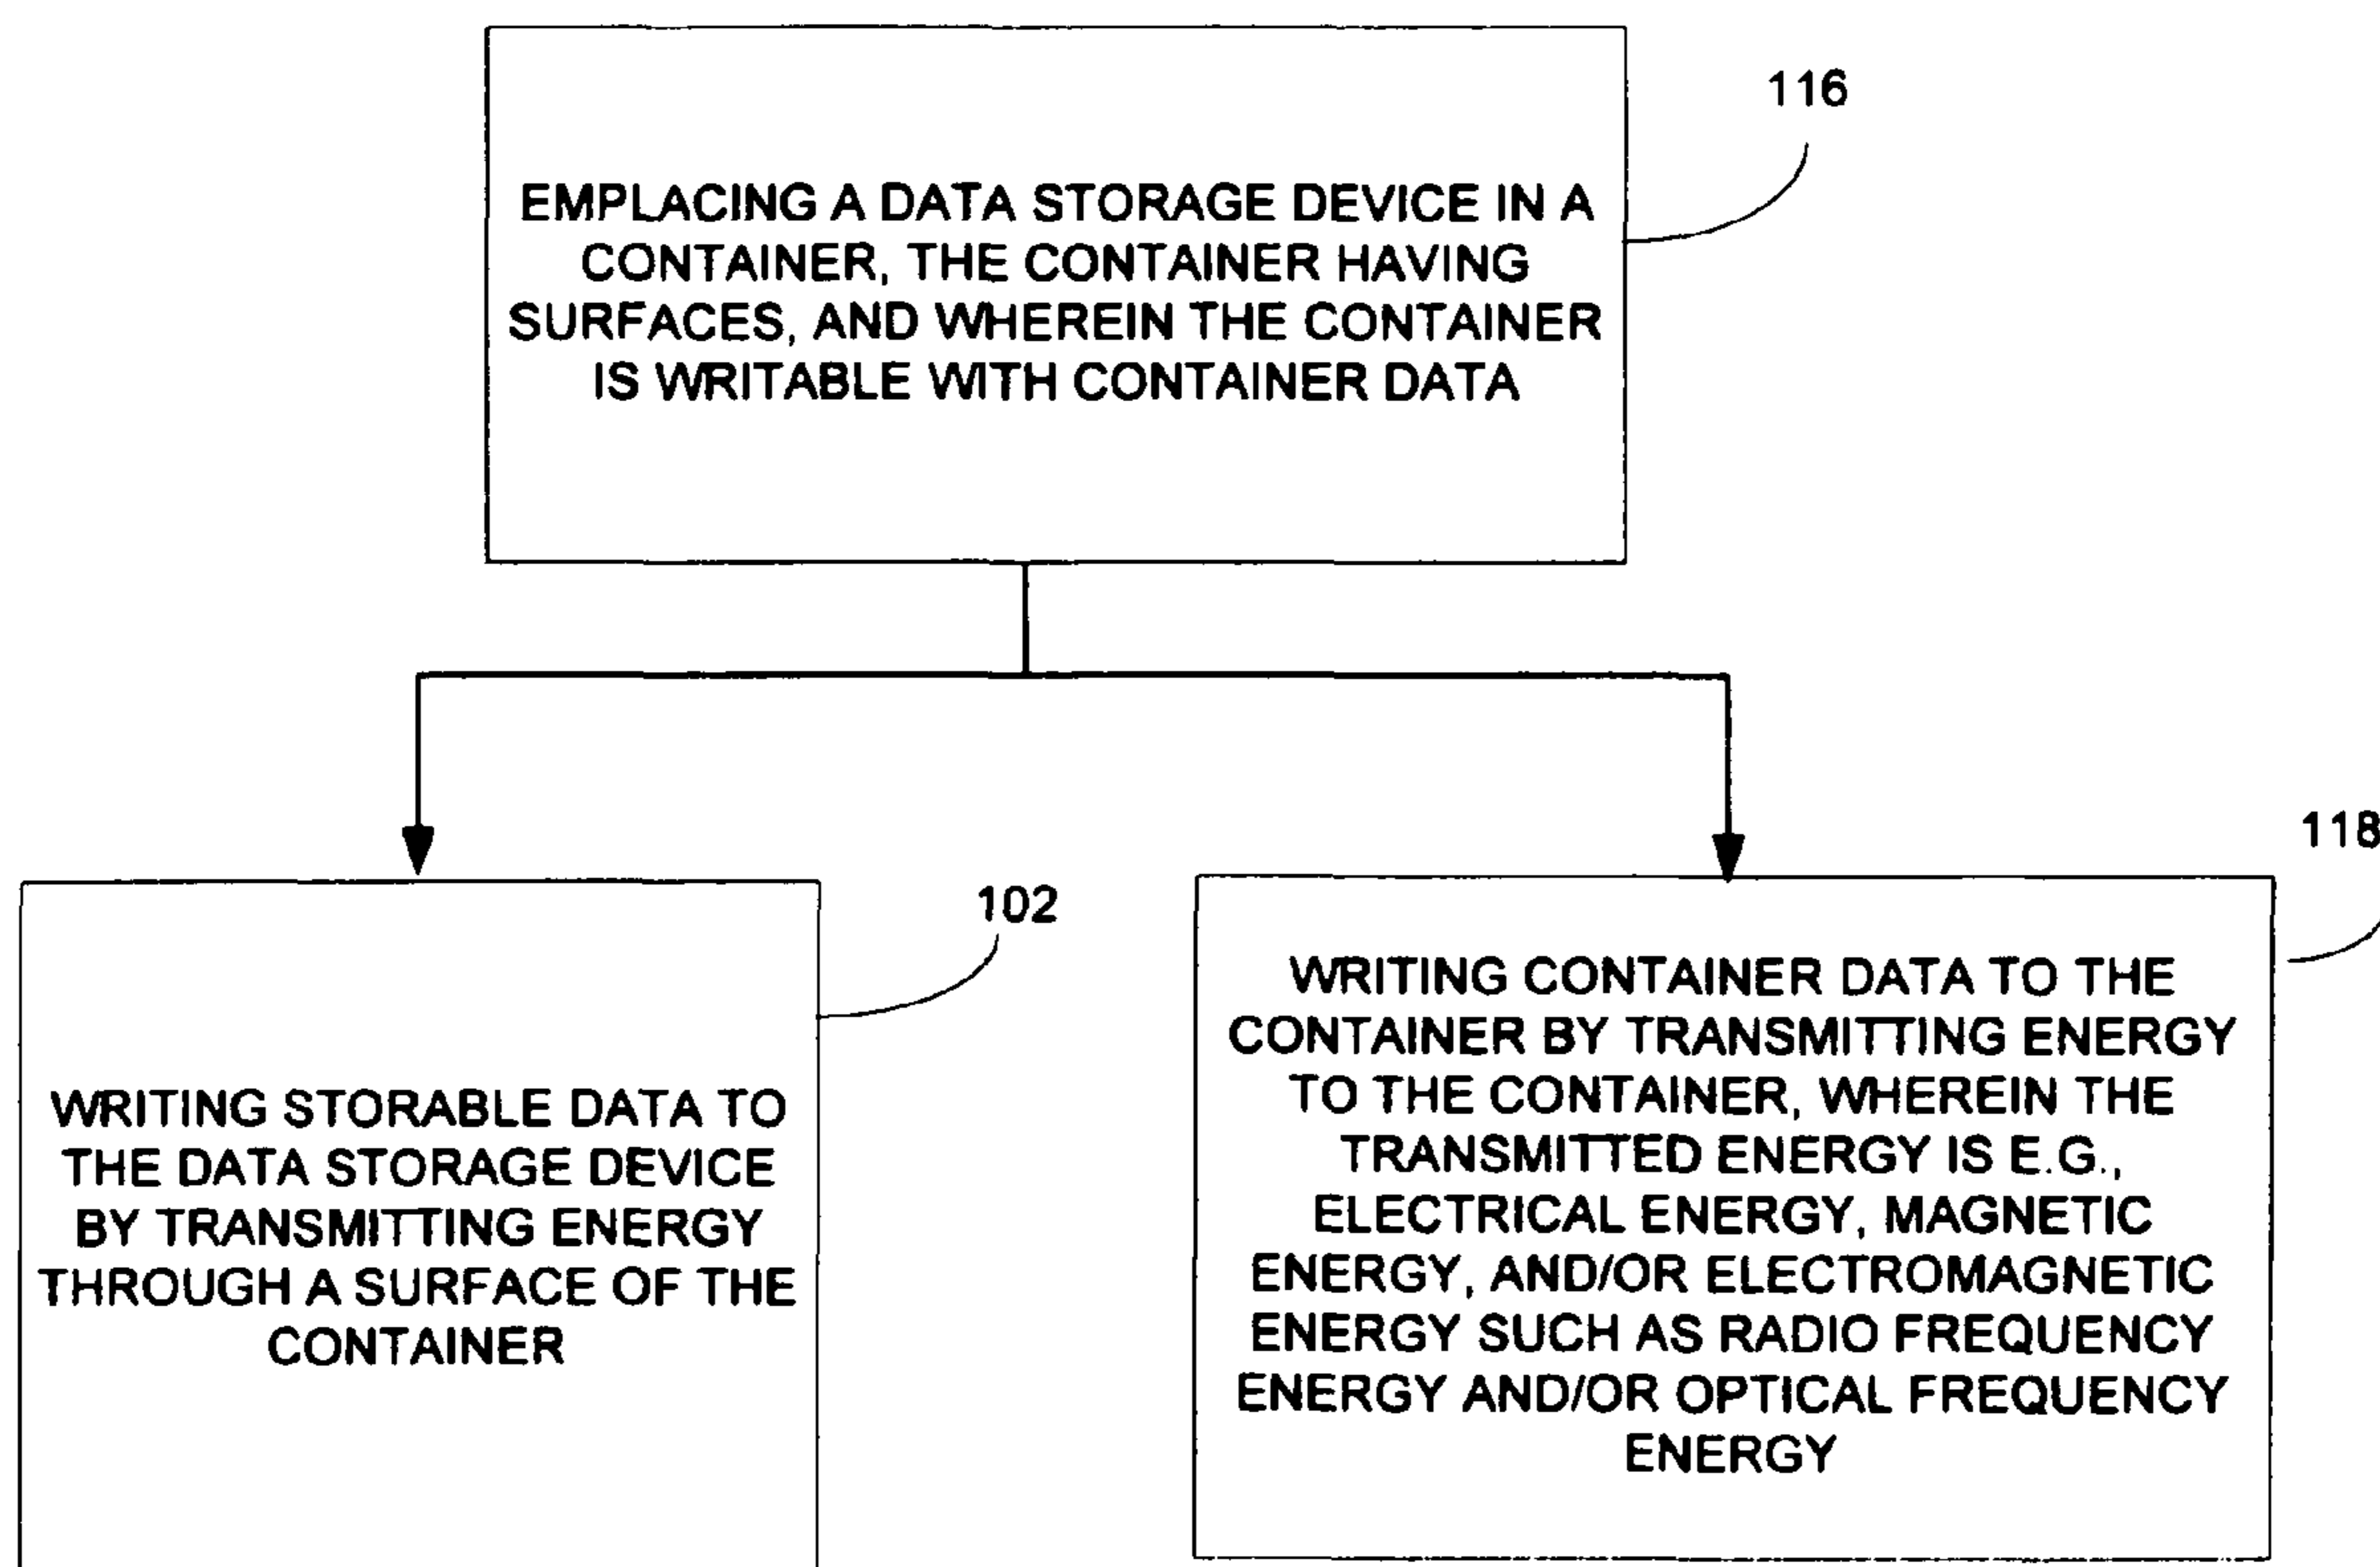 116
EMPLACING A DATA STORAGE DEVICE IN A
CONTAINER, THE CONTAINER HAVING
SURFACES, AND WHEREIN THE CONTAINER
IS WRITABLE WITH CONTAINER DATA
102
WRITING STORABLE DATA TO
THE DATA STORAGE DEVICE
BY TRANSMITTING ENERGY
THROUGH A SURFACE OF THE
CONTAINER
118
WRITING CONTAINER DATA TO THE
CONTAINER BY TRANSMITTING ENERGY
TO THE CONTAINER, WHEREIN THE
TRANSMITTED ENERGY IS E.G.,
ELECTRICAL ENERGY, MAGNETIC
ENERGY, AND/OR ELECTROMAGNETIC
ENERGY SUCH AS RADIO FREQUENCY
ENERGY AND/OR OPTICAL FREQUENCY
ENERGY